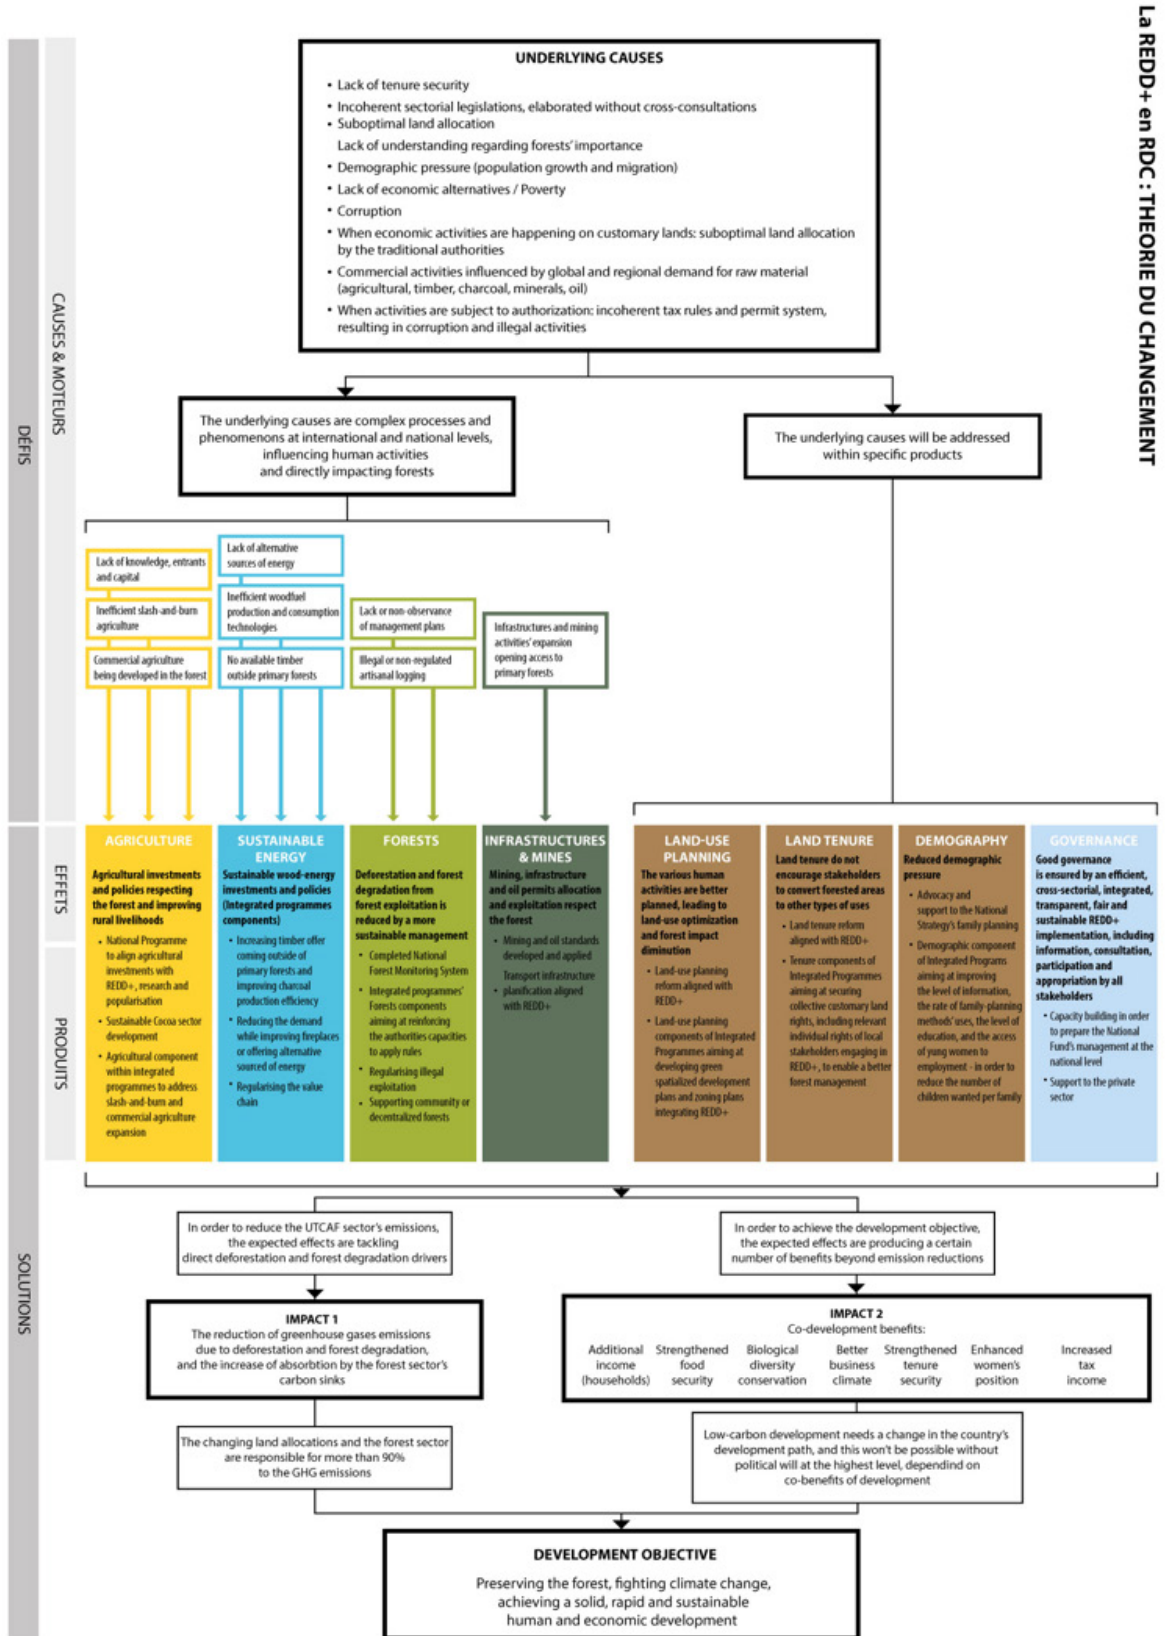 La REDD+ en RDC : THEORIE DU CHANGEMENT
DÉFIS
CAUSES & MOTEURS
UNDERLYING CAUSES
• Lack of tenure security
• Incoherent sectorial legislations, elaborated without cross-consultations
• Suboptimal land allocation
Lack of understanding regarding forests' importance
• Demographic pressure (population growth and migration)
• Lack of economic alternatives / Poverty
• Corruption
• When economic activities are happening on customary lands: suboptimal land allocation
by the traditional authorities
• Commercial activities influenced by global and regional demand for raw material
(agricultural, timber, charcoal, minerals, oil)
• When activities are subject to authorization: incoherent tax rules and permit system,
resulting in corruption and illegal activities
The underlying causes are complex processes and
phenomenons at international and national levels,
influencing human activities
and directly impacting forests
The underlying causes will be addressed
within specific products
Lack of knowledge, entrants
and capital
Inefficient slash-and-burn
agriculture
Commercial agriculture
being developed in the forest
Lack of alternative
sources of energy
Inefficient woodfuel
production and consumption
technologies
No available timber
outside primary forests
Lack or non-observance
of management plans
Illegal or non-regulated
artisanal logging
Infrastructures and mining
activities' expansion
opening access to
primary forests
SOLUTIONS
EFFETS
PRODUITS
AGRICULTURE
Agricultural investments
and policies respecting
the forest and improving
rural livelihoods
• National Programme
to align agricultural
investments with
REDD+, research and
popularisation
• Sustainable Cocoa sector
development
• Agricultural component
within integrated
programmes to address
slash-and-burn and
commercial agriculture
expansion
SUSTAINABLE
ENERGY
Sustainable wood-energy
investments and policies
(Integrated programmes
components)
• Increasing timber offer
coming outside of
primary forests and
improving charcoal
production efficiency
• Reducing the demand
while improving fireplaces
or offering alternative
sourced of energy
• Regularising the value
chain
FORESTS
Deforestation and forest
degradation from
forest exploitation is
reduced by a more
sustainable management
• Completed National
Forest Monitoring System
• Integrated programmes'
Forests components
aiming at reinforcing
the authorities capacities
to apply rules
• Regularising illegal
exploitation
• Supporting community or
decentralized forests
INFRASTRUCTURES
& MINES
Mining, infrastructure
and oil permits allocation
and exploitation respect
the forest
• Mining and oil standards
developed and applied
Transport infrastructure
• planification aligned
with REDD+
LAND-USE
PLANNING
The various human
activities are better
planned, leading to
land-use optimization
and forest impact
diminution
• Land-use planning
reform aligned with
REDD+
• Land-use planning
components of Integrated
Programmes aiming at
developing green
spatialized development
plans and zoning plans
integrating REDD+
LAND TENURE
Land tenure do not
encourage stakeholders
to convert forested areas
to other types of uses
• Land tenure reform
aligned with REDD+
• Tenure components of
Integrated Programmes
aiming at securing
collective customary land
rights, including relevant
individual rights of local
stakeholders engaging in
REDD+, to enable a better
forest management
DEMOGRAPHY
Reduced demographic
pressure
• Advocacy and
support to the National
Strategy's family planning
• Demographic component
of Integrated Programs
aiming at improving
the level of information,
the rate of family-planning
methods' uses, the level of
education, and the access
of yung women to
employment - in order to
reduce the number of
children wanted per family
GOVERNANCE
Good governance
is ensured by an efficient,
cross-sectorial, integrated,
transparent, fair and
sustainable REDD+
implementation, including
information, consultation,
participation and
appropriation by all
stakeholders
• Capacity building in order
to prepare the National
Fund's management at the
national level
• Support to the private
sector
In order to reduce the UTCAF sector's emissions,
the expected effects are tackling
direct deforestation and forest degradation drivers
In order to achieve the development objective,
the expected effects are producing a certain
number of benefits beyond emission reductions
IMPACT 1
The reduction of greenhouse gases emissions
due to deforestation and forest degradation,
and the increase of absorbtion by the forest sector's
carbon sinks
IMPACT 2
Co-development benefits:
Additional
income
(households)
Strengthened
food
security
Biological
diversity
conservation
Better
business
climate
Strengthened
tenure
security
Enhanced
women's
position
Increased
tax
income
The changing land allocations and the forest sector
are responsible for more than 90%
to the GHG emissions
Low-carbon development needs a change in the country's
development path, and this won't be possible without
political will at the highest level, dependind on
co-benefits of development
DEVELOPMENT OBJECTIVE
Preserving the forest, fighting climate change,
achieving a solid, rapid and sustainable
human and economic development